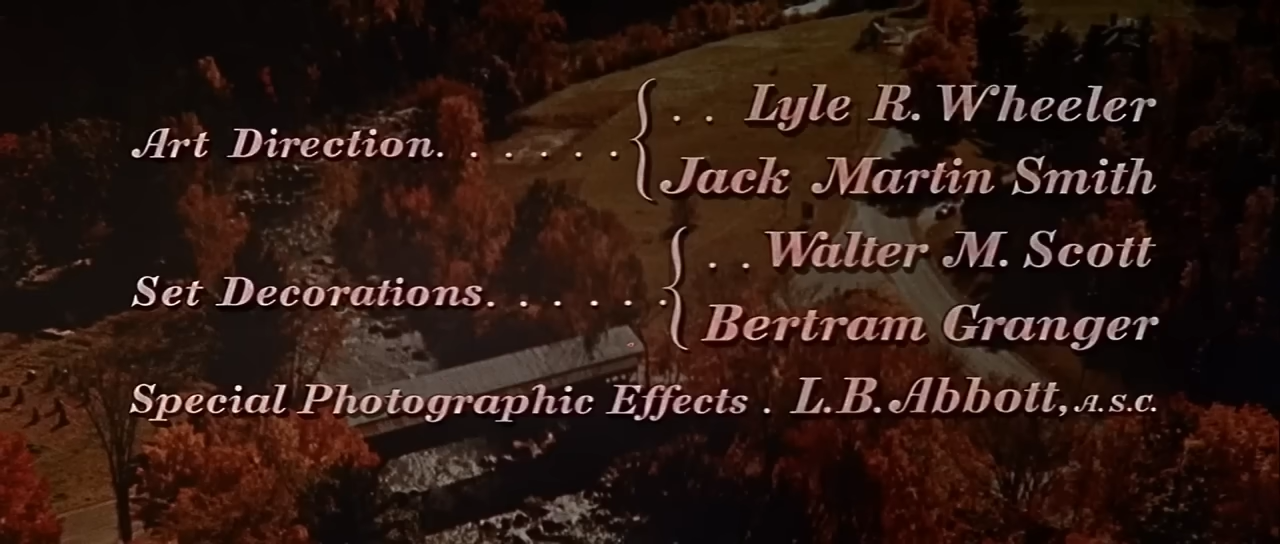 Art Direction. . . . . . { . . Lyle R. Wheeler
Jack Martin Smith
Set Decorations. . . . . . { . . Walter M. Scott
Bertram Granger
Special Photographic Effects . L.B. Abbott, A.S.C.